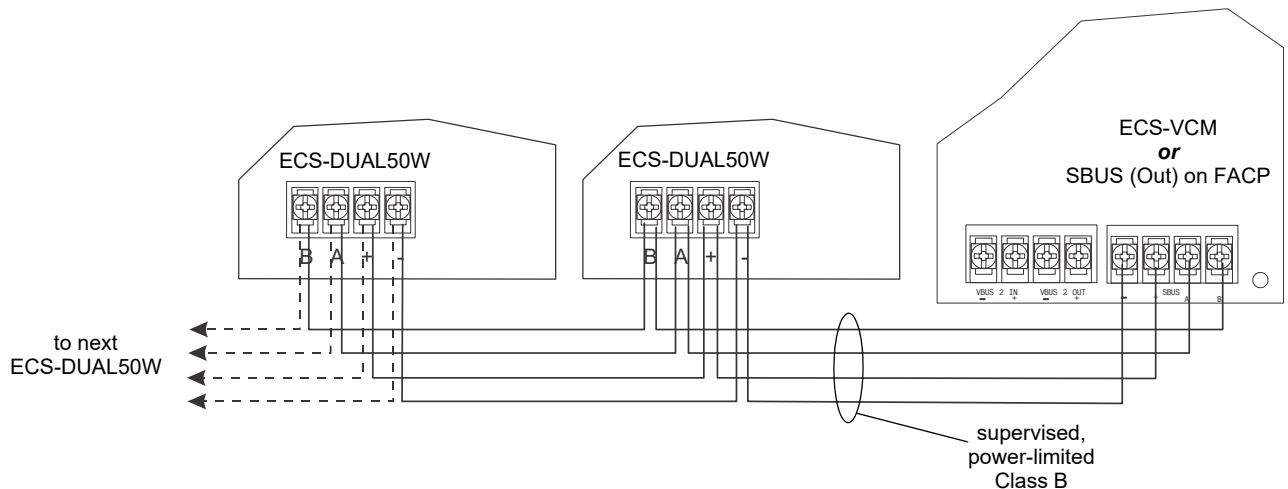 ECS-VCM
or
SBUS (Out) on FACP
ECS-DUAL50W
ECS-DUAL50W
B A + -
B A + -
VBUS 2 IN
- +
VBUS 2 OUT
- +
SBUS
- + A B
to next
ECS-DUAL50W
supervised,
power-limited
Class B